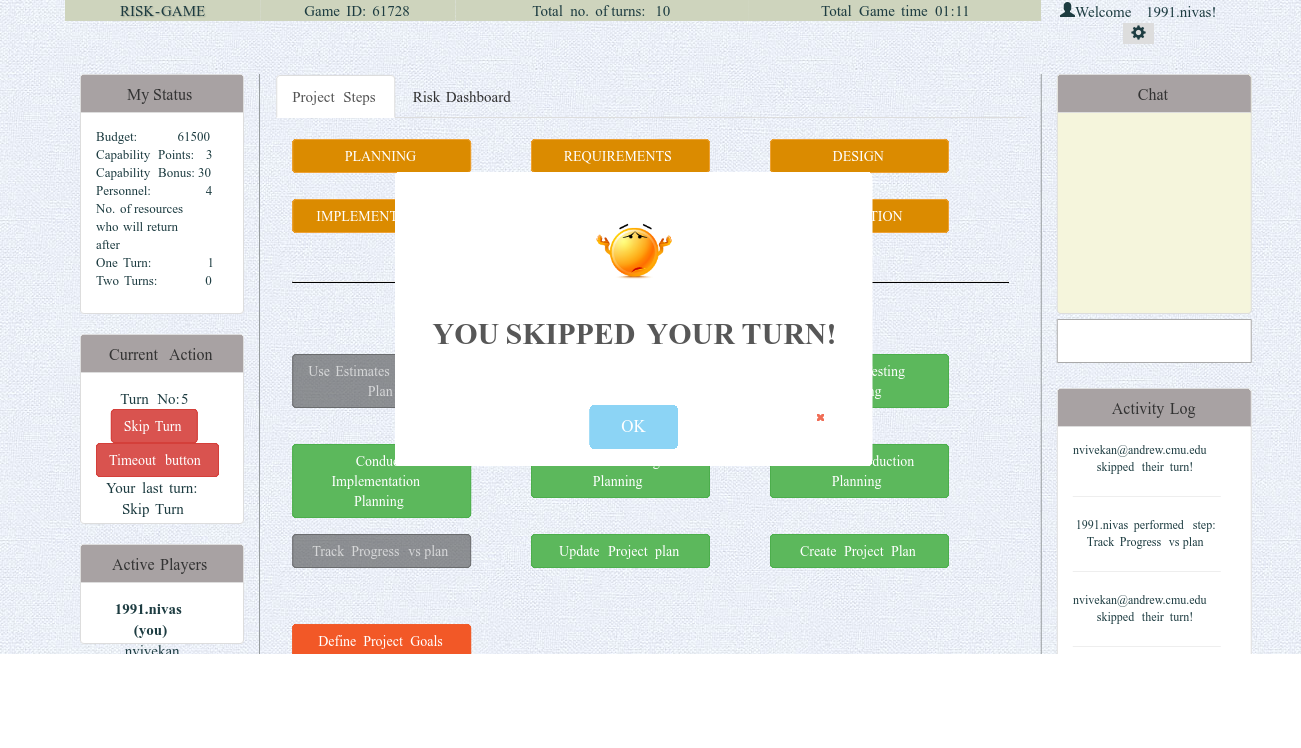 RISK-GAME
Game ID: 61728
Total no. of turns: 10
Total Game time 01:11
Welcome 1991.nivas!
My Status
Budget: 61500
Capability Points: 3
Capability Bonus: 30
Personnel: 4
No. of resources
who will return
after
One Turn: 1
Two Turns: 0
Current Action
Turn No: 5
Skip Turn
Timeout button
Your last turn:
Skip Turn
Active Players
1991.nivas
(you)
nvivekan
Project Steps
Risk Dashboard
PLANNING
REQUIREMENTS
DESIGN
YOU SKIPPED YOUR TURN!
OK
Use Estimates
Plan
Implementation
Planning
Planning
Planning
Track Progress vs plan
Update Project plan
Create Project Plan
Define Project Goals
Chat
Activity Log
nvivekan@andrew.cmu.edu
skipped their turn!
1991.nivas performed step:
Track Progress vs plan
nvivekan@andrew.cmu.edu
skipped their turn!